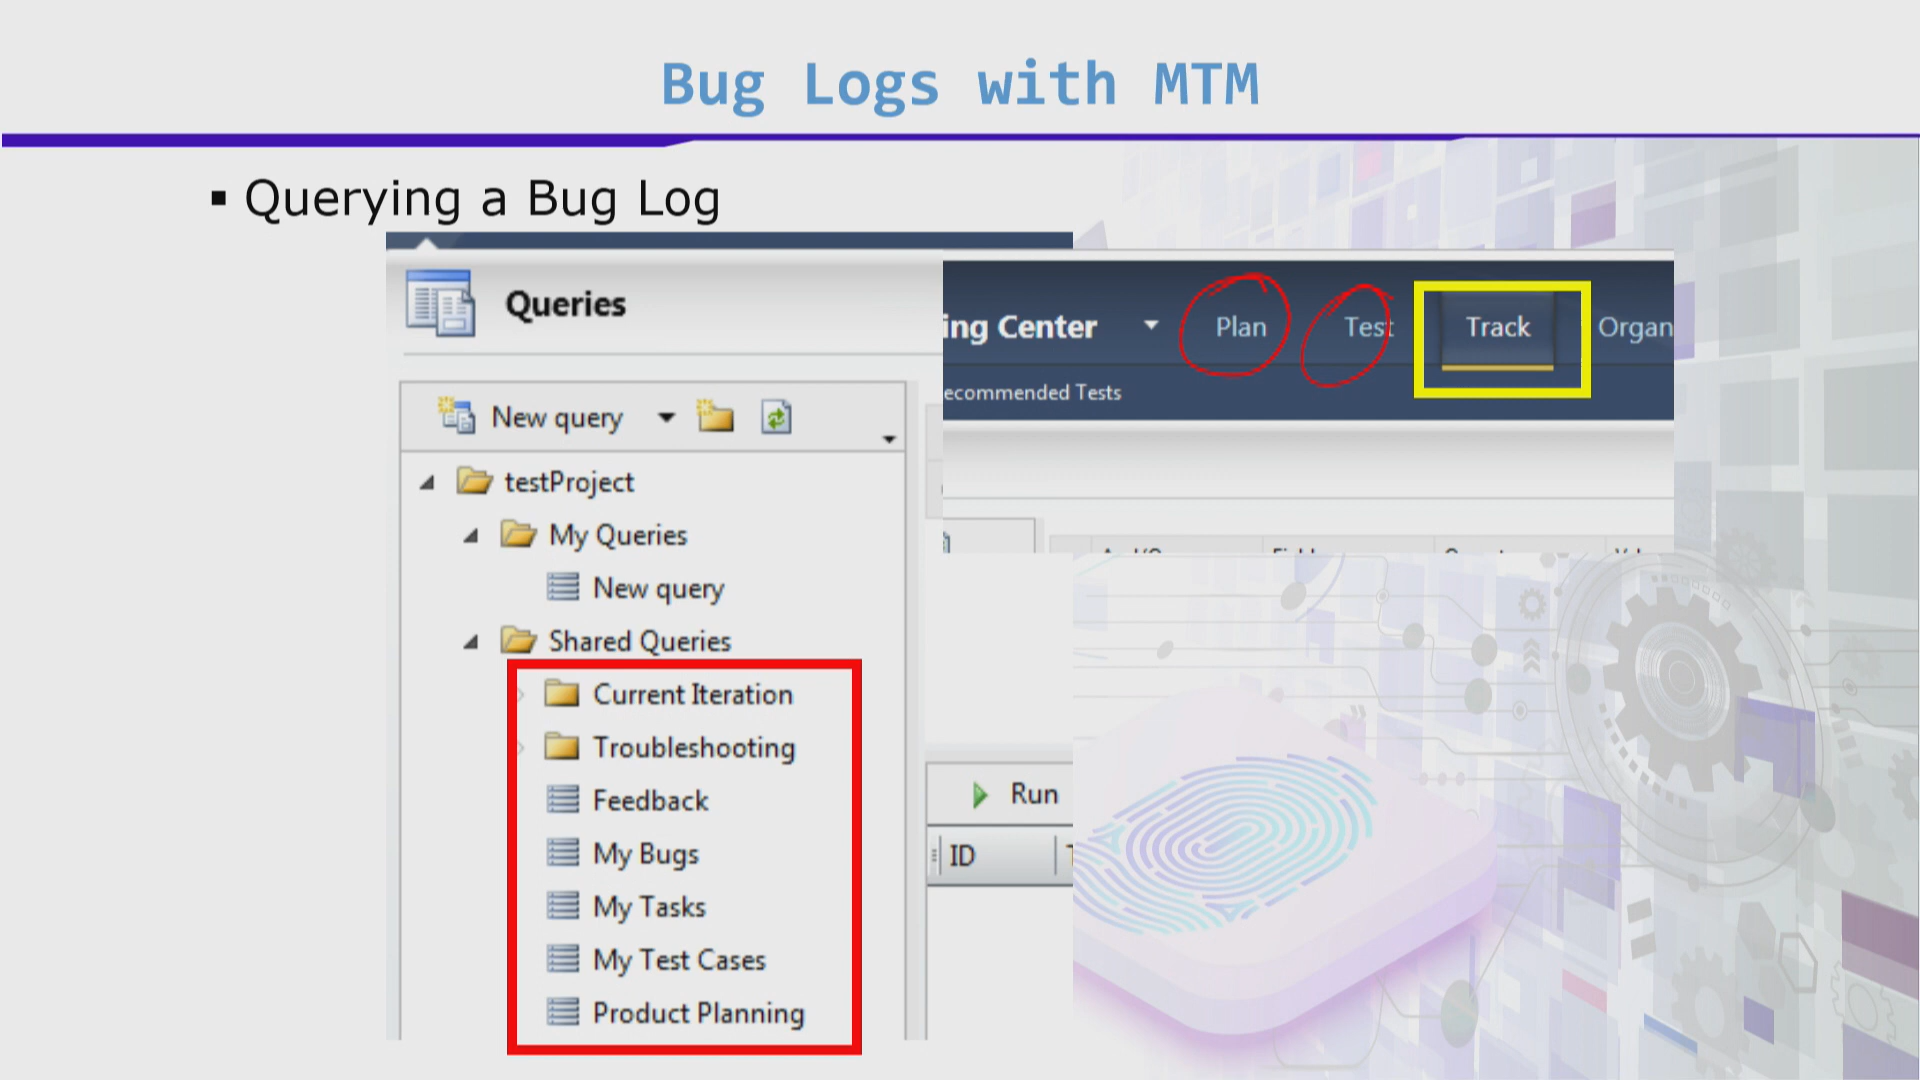 Bug Logs with MTM
▪ Querying a Bug Log
Queries
New query
testProject
My Queries
New query
Shared Queries
Current Iteration
Troubleshooting
Feedback
My Bugs
My Tasks
My Test Cases
Product Planning
ing Center Plan Test Track Organ
ecommended Tests
Run
ID